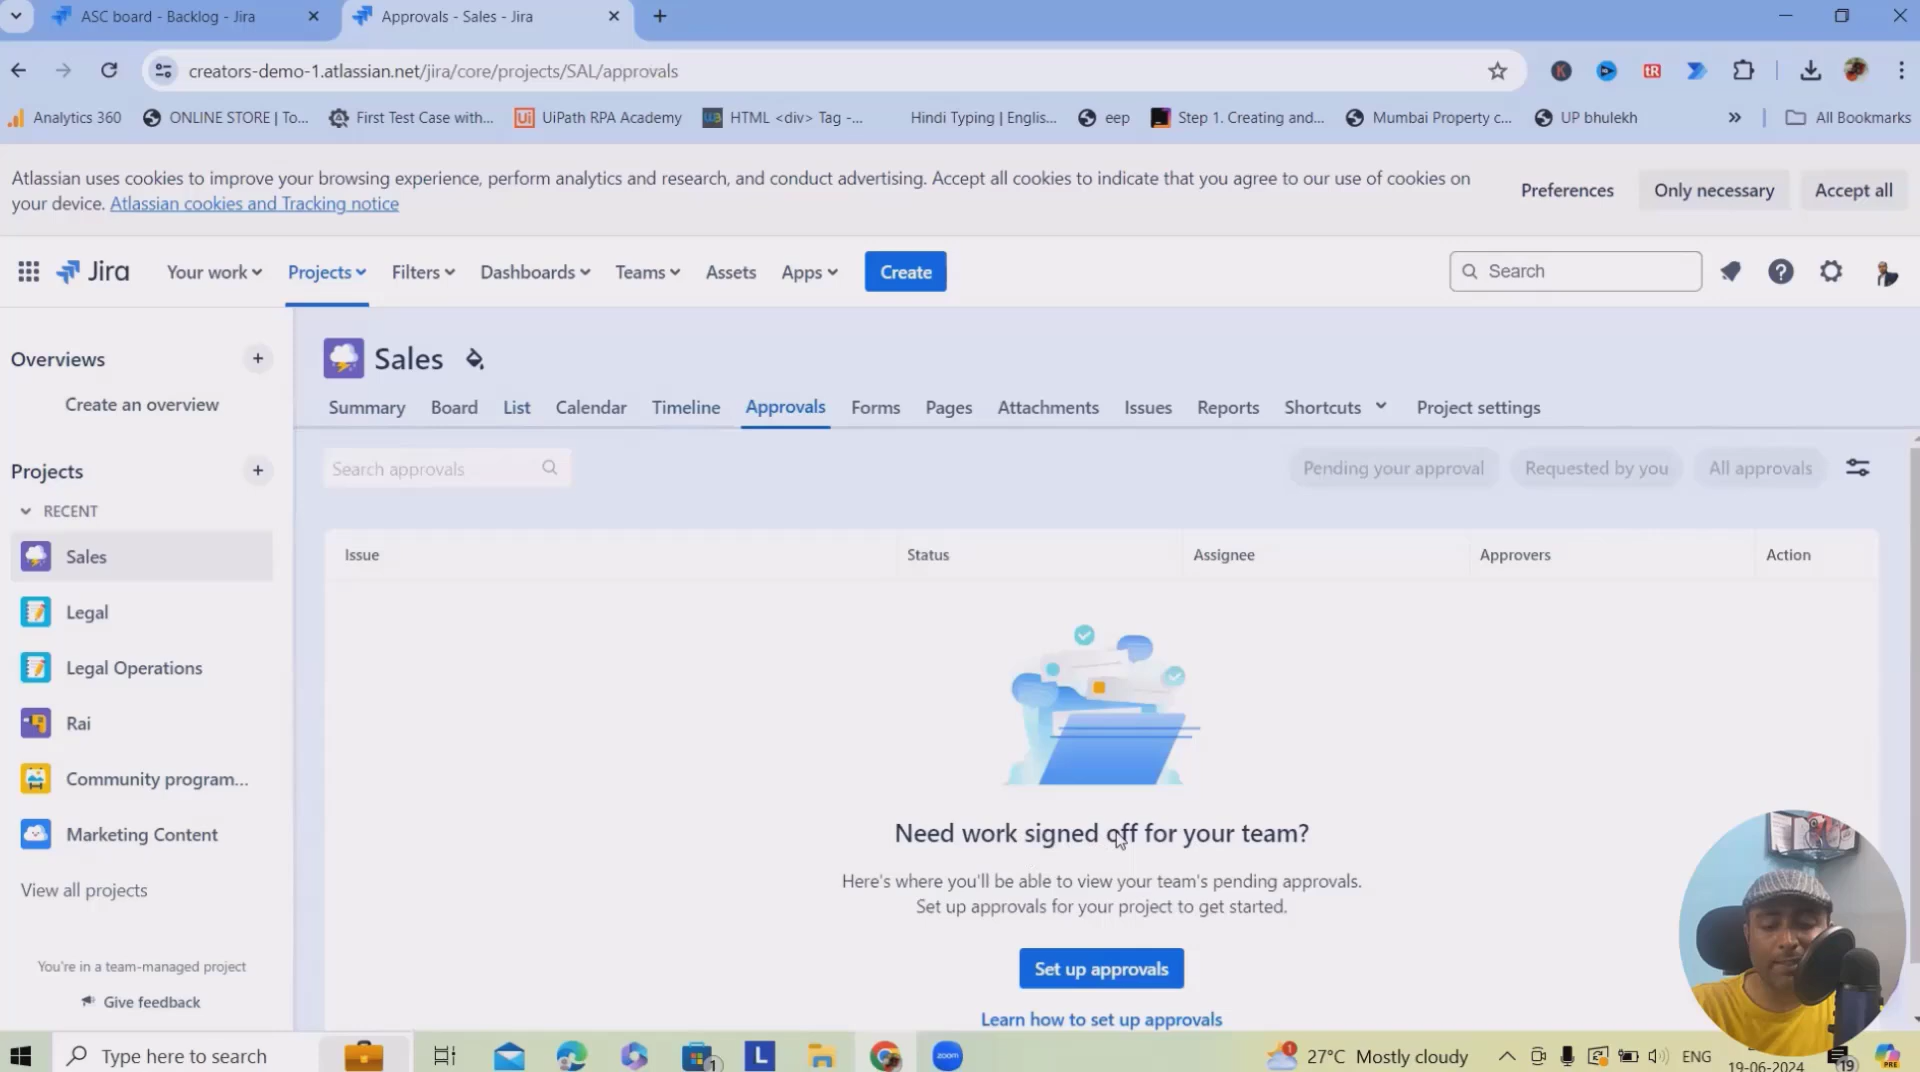 ASC board - Backlog - Jira
Approvals - Sales - Jira
creators-demo-1.atlassian.net/jira/core/projects/SAL/approvals
Analytics 360
ONLINE STORE | To...
First Test Case with...
UiPath RPA Academy
HTML <div> Tag -...
Hindi Typing | Englis...
eep
Step 1. Creating and...
Mumbai Property c...
UP bhulekh
All Bookmarks
Atlassian uses cookies to improve your browsing experience, perform analytics and research, and conduct advertising. Accept all cookies to indicate that you agree to our use of cookies on
your device. Atlassian cookies and Tracking notice
Preferences
Only necessary
Accept all
Jira
Your work
Projects
Filters
Dashboards
Teams
Assets
Apps
Create
Search
Overviews
Create an overview
Projects
RECENT
Sales
Legal
Legal Operations
Rai
Community program...
Marketing Content
View all projects
You're in a team-managed project
Give feedback
Sales
Summary
Board
List
Calendar
Timeline
Approvals
Forms
Pages
Attachments
Issues
Reports
Shortcuts
Project settings
Search approvals
Pending your approval
Requested by you
All approvals
Issue
Status
Assignee
Approvers
Action
Need work signed off for your team?
Here's where you'll be able to view your team's pending approvals.
Set up approvals for your project to get started.
Set up approvals
Learn how to set up approvals
Type here to search
27°C Mostly cloudy
ENG
19-06-2024
19